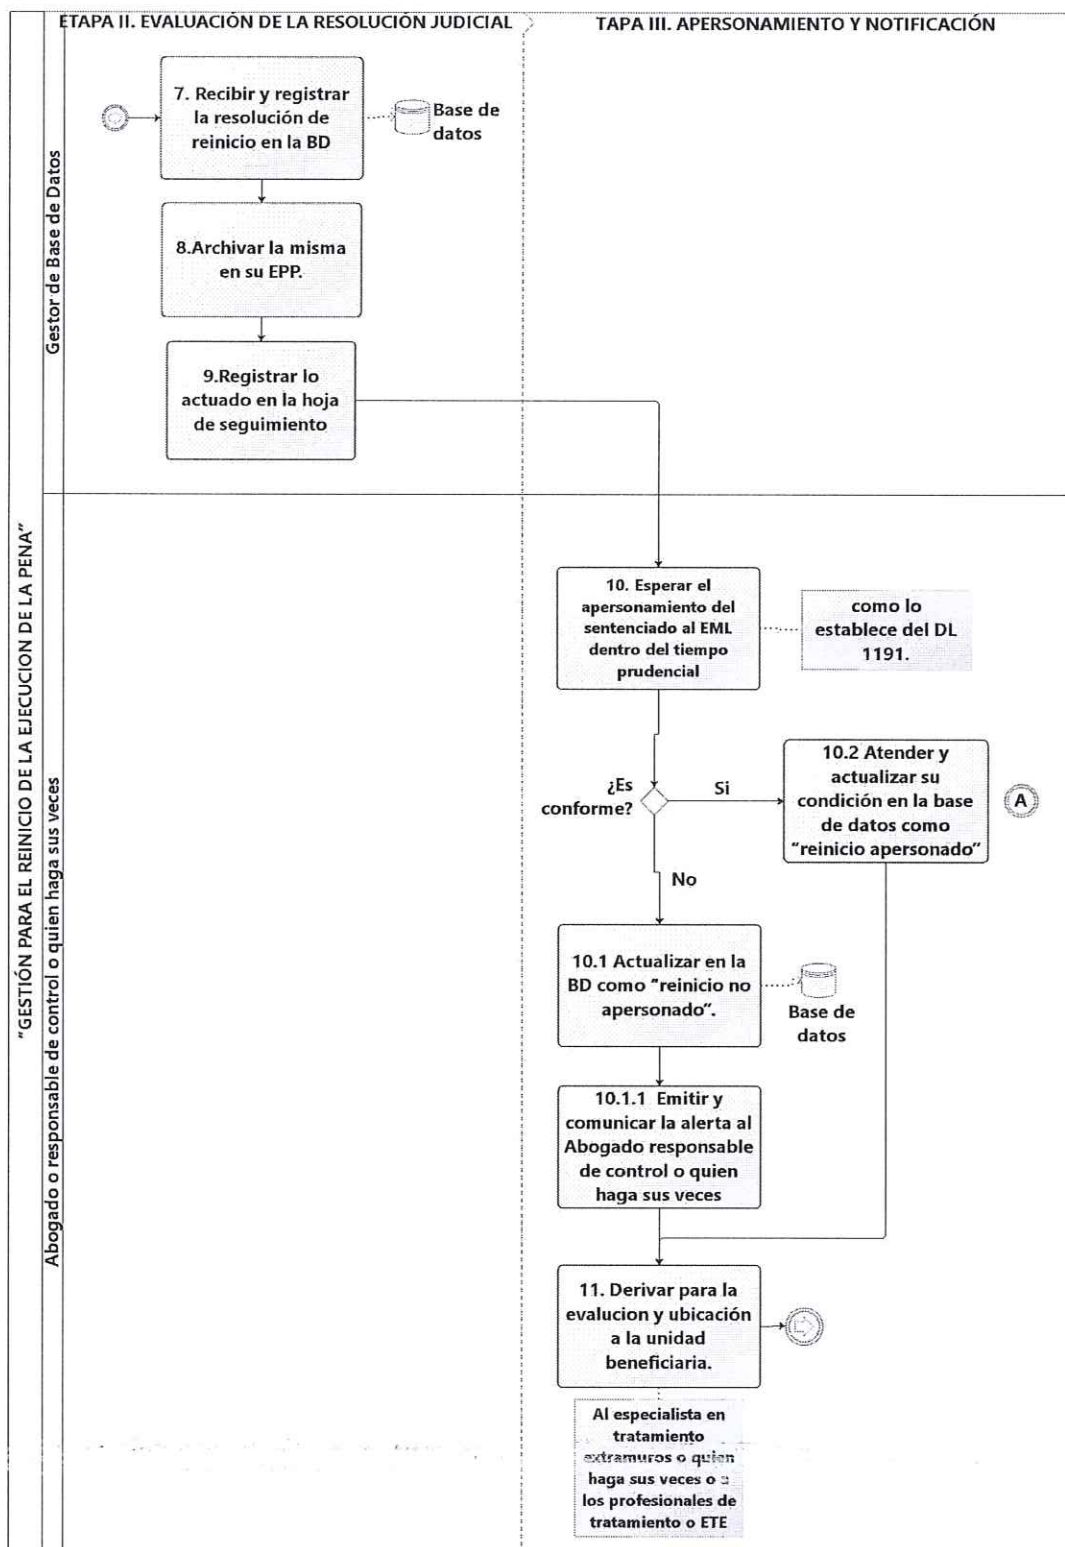 ETAPA II. EVALUACIÓN DE LA RESOLUCIÓN JUDICIAL
TAPA III. APERSONAMIENTO Y NOTIFICACIÓN
"GESTIÓN PARA EL REINICIO DE LA EJECUCION DE LA PENA"
Gestor de Base de Datos
7. Recibir y registrar
la resolución de
reinicio en la BD
Base de
datos
8.Archivar la misma
en su EPP.
9.Registrar lo
actuado en la hoja
de seguimiento
Abogado o responsable de control o quien haga sus veces
10. Esperar el
apersonamiento del
sentenciado al EML
dentro del tiempo
prudencial
como lo
establece del DL
1191.
¿Es
conforme?
Si
10.2 Atender y
actualizar su
condición en la base
de datos como
"reinicio apersonado"
A
No
10.1 Actualizar en la
BD como "reinicio no
apersonado".
Base de
datos
10.1.1 Emitir y
comunicar la alerta al
Abogado responsable
de control o quien
haga sus veces
11. Derivar para la
evalucion y ubicación
a la unidad
beneficiaria.
Al especialista en
tratamiento
extramuros o quien
haga sus veces o a
los profesionales de
tratamiento o ETE